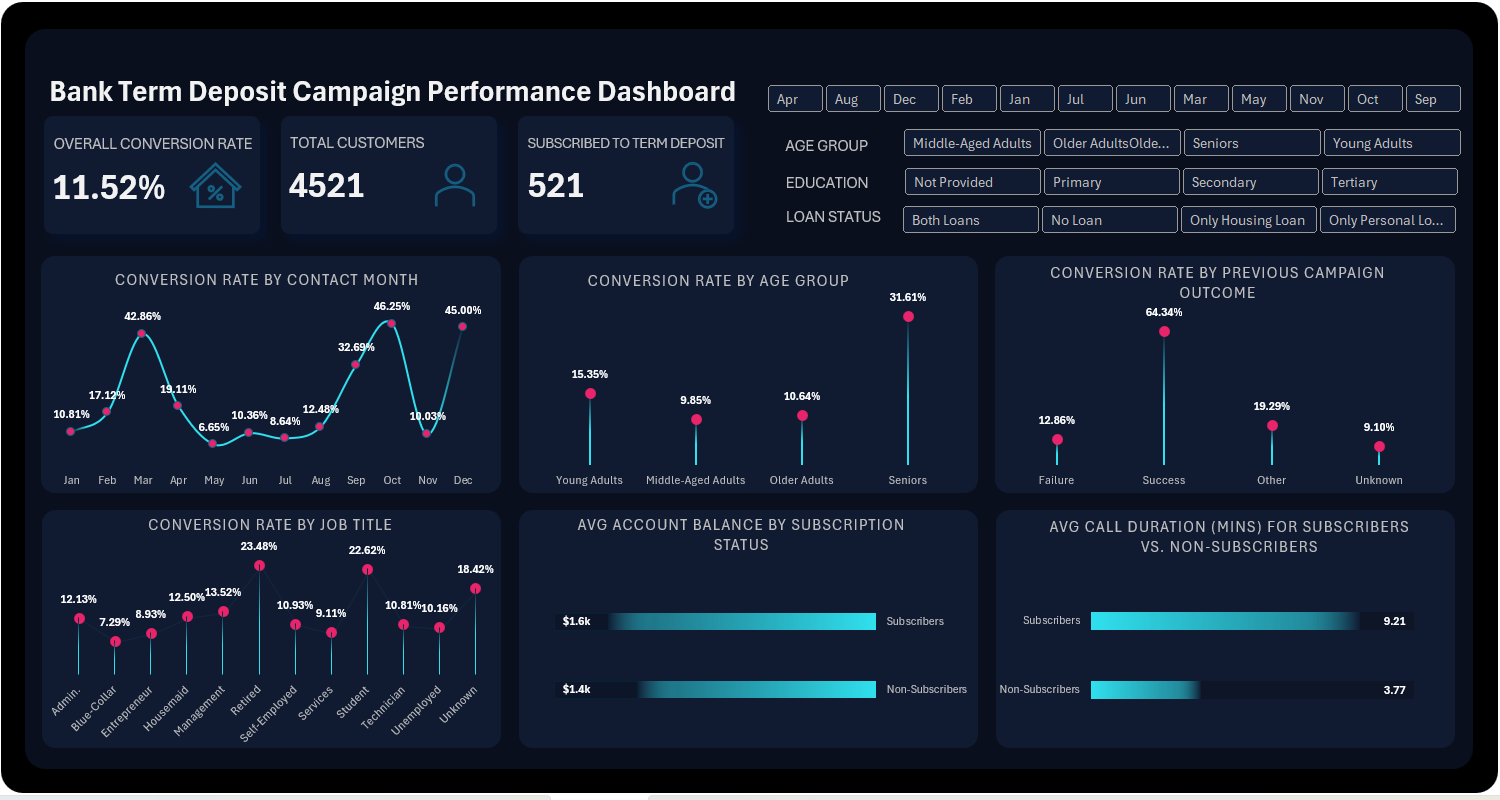 Bank Term Deposit Campaign Performance Dashboard
Apr Aug Dec Feb Jan Jul Jun Mar May Nov Oct Sep
OVERALL CONVERSION RATE
11.52%
%
TOTAL CUSTOMERS
4521
SUBSCRIBED TO TERM DEPOSIT
521
AGE GROUP Middle-Aged Adults Older AdultsOlde... Seniors Young Adults
EDUCATION Not Provided Primary Secondary Tertiary
LOAN STATUS Both Loans No Loan Only Housing Loan Only Personal Lo...
CONVERSION RATE BY CONTACT MONTH
10.81% 17.12% 42.86% 19.11% 6.65% 10.36% 8.64% 12.48% 32.69% 46.25% 10.03% 45.00%
Jan Feb Mar Apr May Jun Jul Aug Sep Oct Nov Dec
CONVERSION RATE BY AGE GROUP
15.35% 9.85% 10.64% 31.61%
Young Adults Middle-Aged Adults Older Adults Seniors
CONVERSION RATE BY PREVIOUS CAMPAIGN
OUTCOME
12.86% 64.34% 19.29% 9.10%
Failure Success Other Unknown
CONVERSION RATE BY JOB TITLE
12.13% 7.29% 8.93% 12.50% 13.52% 23.48% 10.93% 9.11% 22.62% 10.81% 10.16% 18.42%
Admin. Blue-Collar Entrepreneur Housemaid Management Retired Self-Employed Services Student Technician Unemployed Unknown
AVG ACCOUNT BALANCE BY SUBSCRIPTION
STATUS
$1.6k Subscribers
$1.4k Non-Subscribers
AVG CALL DURATION (MINS) FOR SUBSCRIBERS
VS. NON-SUBSCRIBERS
Subscribers 9.21
Non-Subscribers 3.77